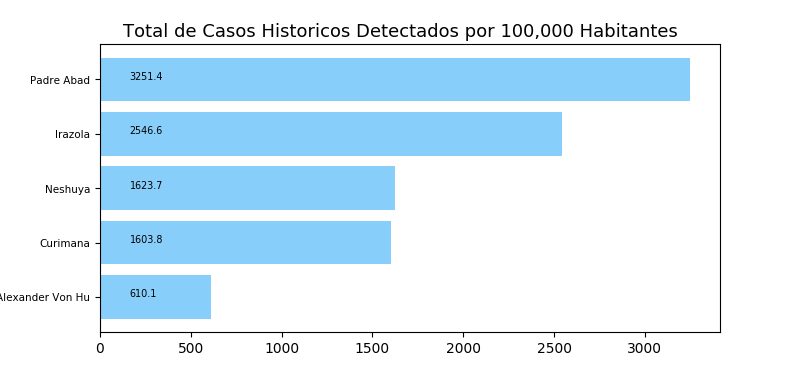 Total de Casos Historicos Detectados por 100,000 Habitantes
Padre Abad 3251.4
Irazola 2546.6
Neshuya 1623.7
Curimana 1603.8
Alexander Von Hu 610.1
0 500 1000 1500 2000 2500 3000